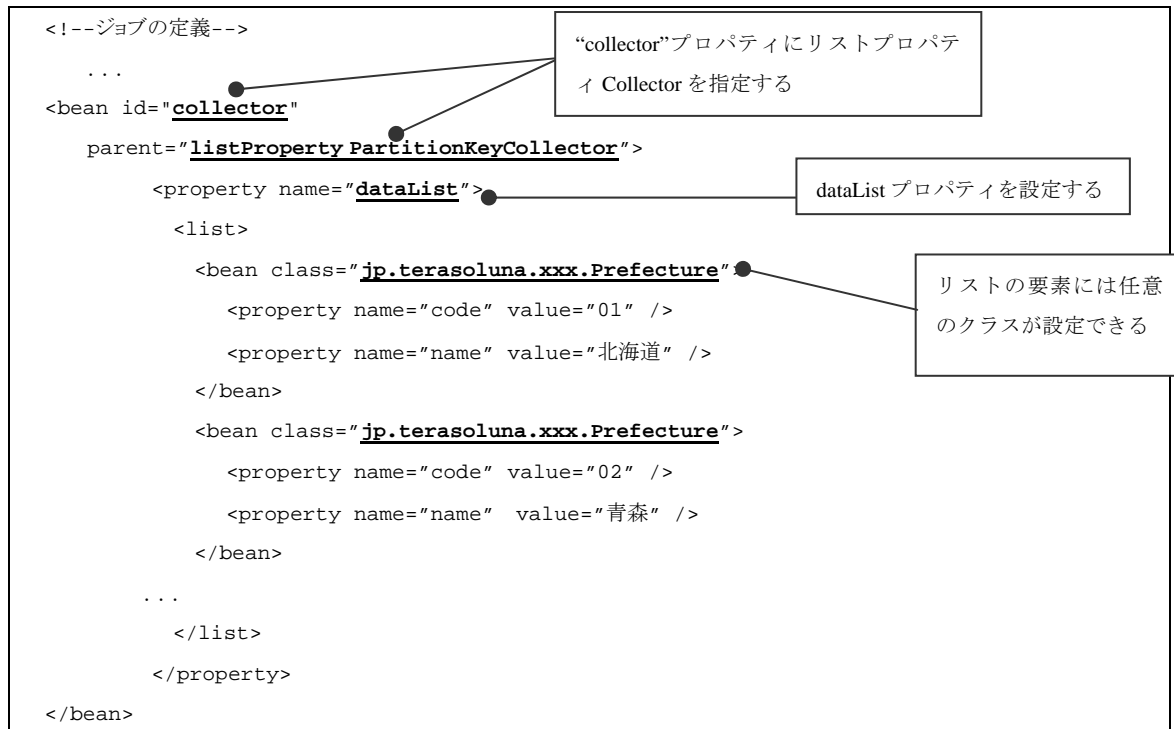 <!--ジョブの定義-->
...
<bean id="collector"
parent="listProperty PartitionKeyCollector">
<property name="dataList">
<list>
<bean class="jp.terasoluna.xxx.Prefecture">
<property name="code" value="01" />
<property name="name" value="北海道" />
</bean>
<bean class="jp.terasoluna.xxx.Prefecture">
<property name="code" value="02" />
<property name="name" value="青森" />
</bean>
...
</list>
</property>
</bean>
“collector”プロパティにリストプロパテ
ィ Collector を指定する
dataList プロパティを設定する
リストの要素には任意
のクラスが設定できる